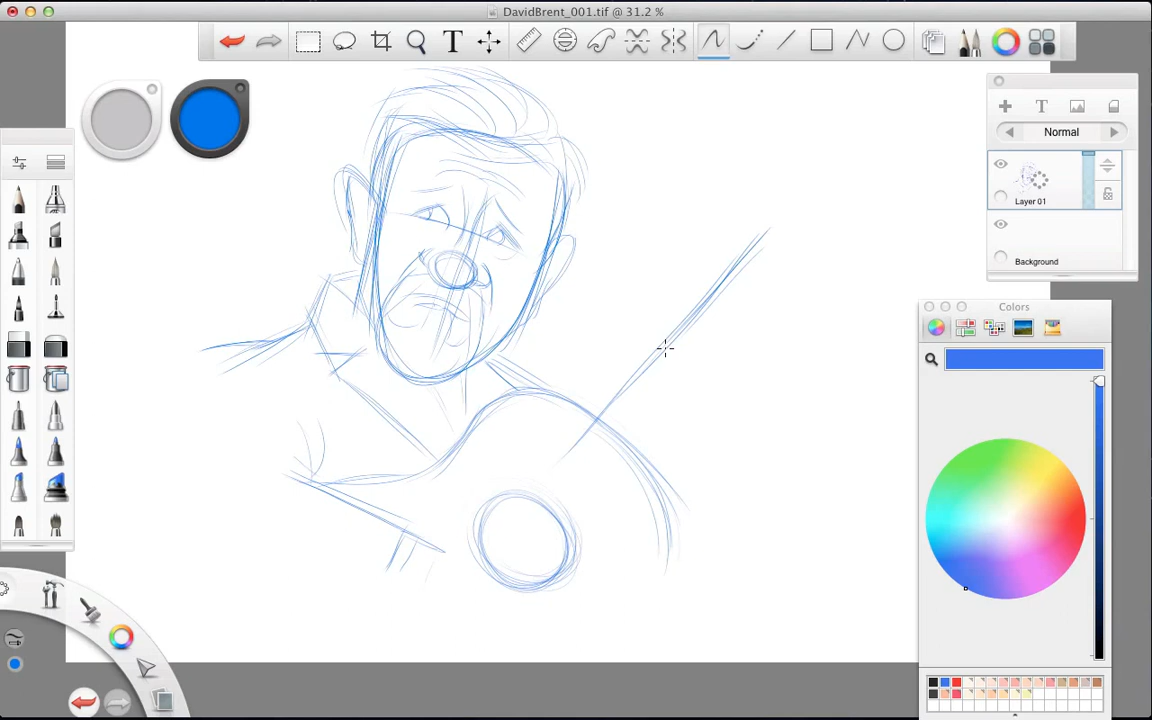 DavidBrent_001.tif @ 31.2 %
T
T
Normal
Layer 01
Background
Colors